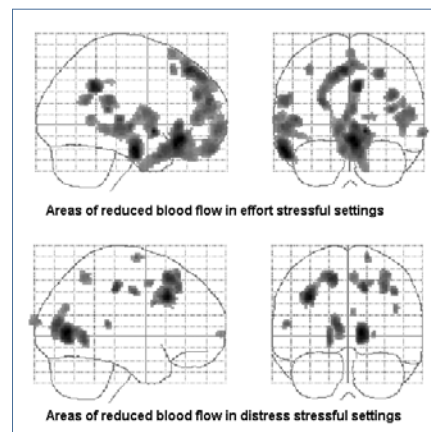 Areas of reduced blood flow in effort stressful settings
Areas of reduced blood flow in distress stressful settings